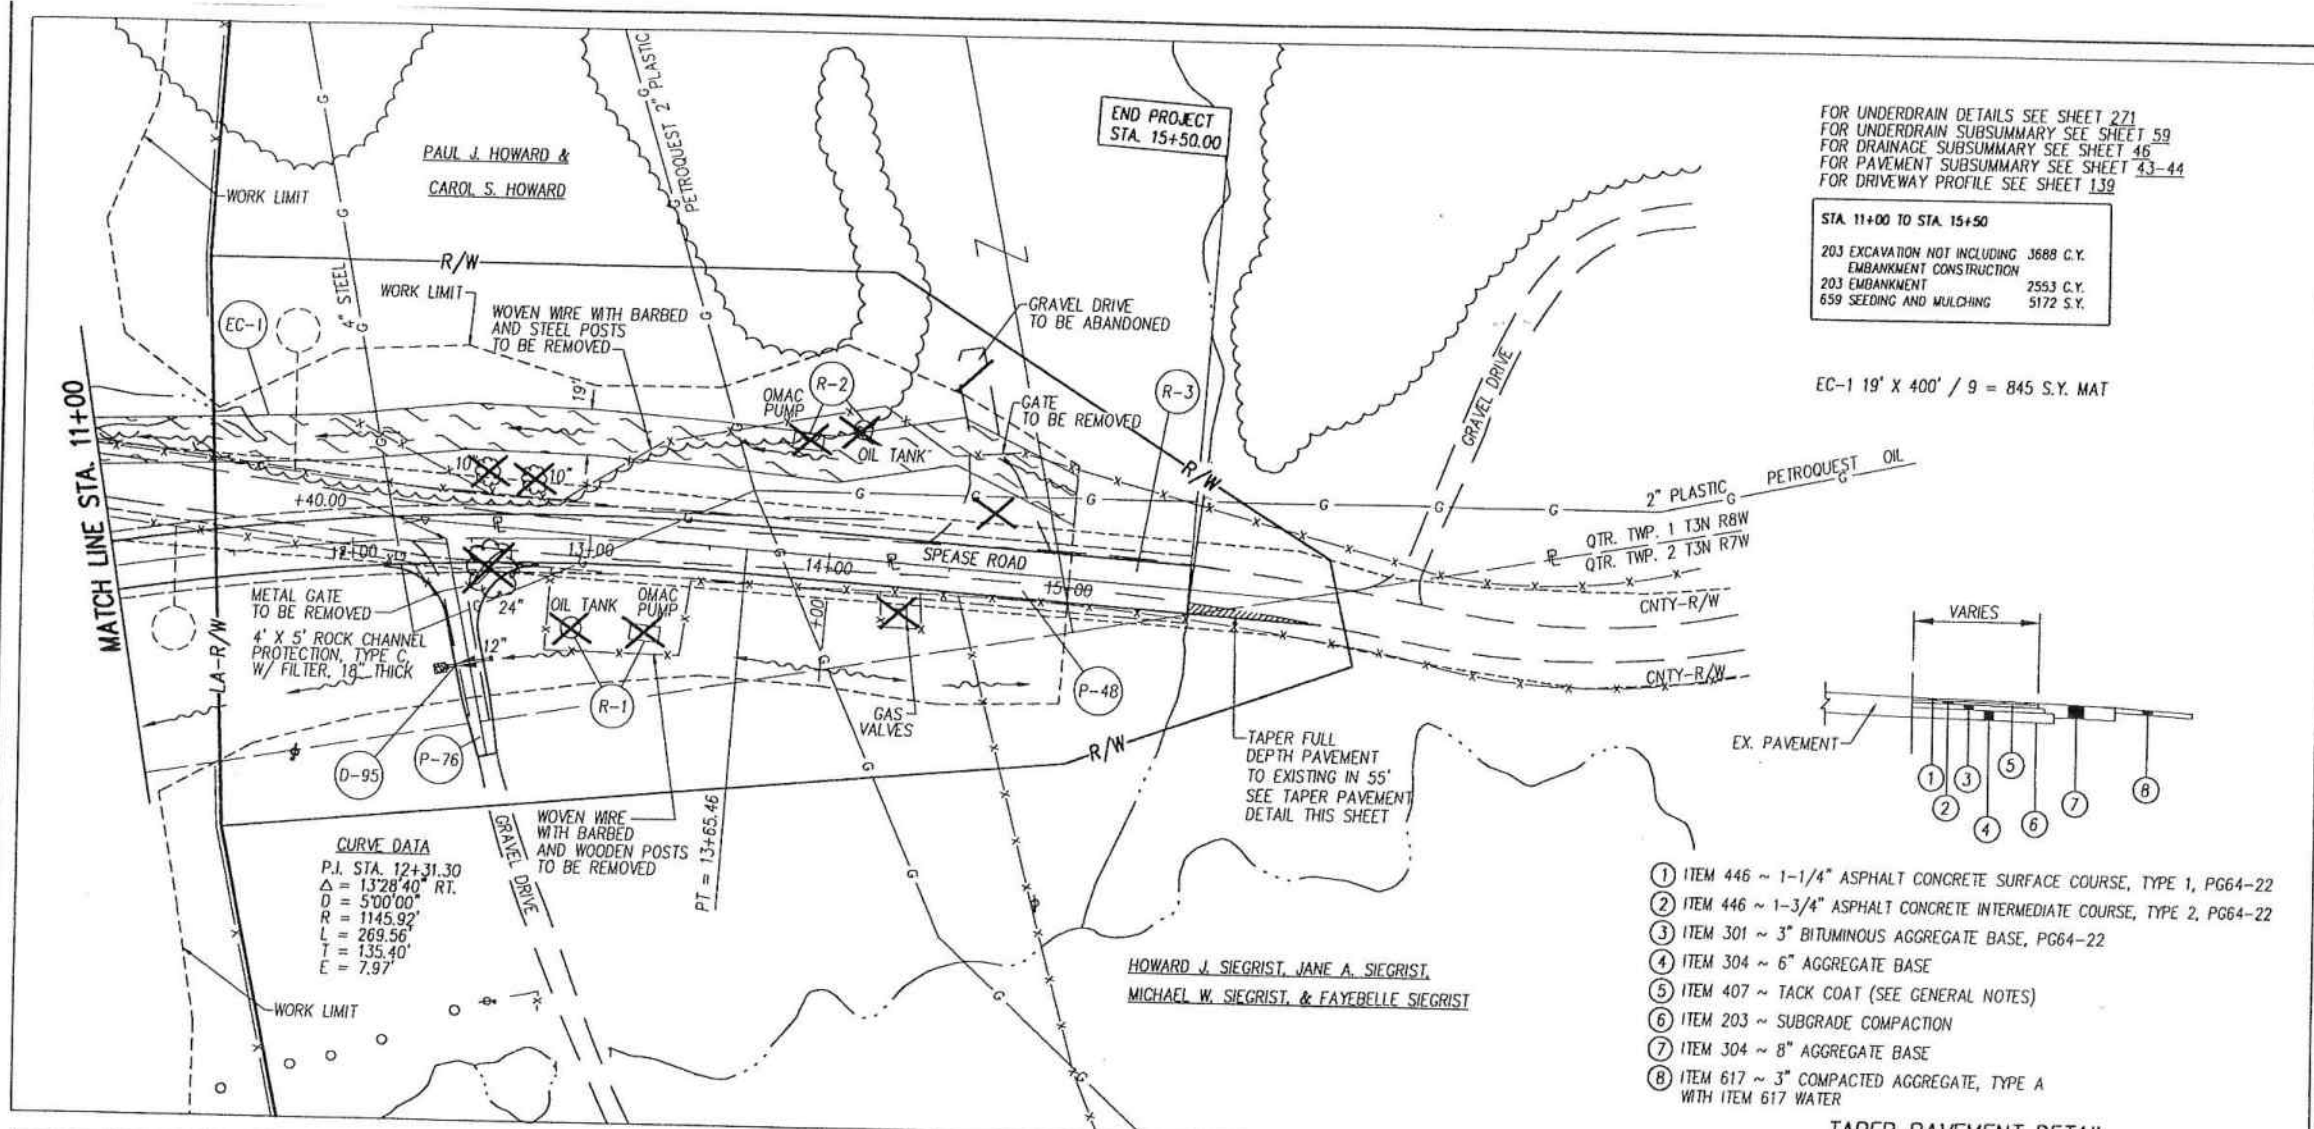 PAUL J. HOWARD &
CAROL S. HOWARD
WORK LIMIT
PETROQUEST 2" PLASTIC
4" STEEL
END PROJECT
STA. 15+50.00
R/W
WORK LIMIT
EC-1
WOVEN WIRE WITH BARBED
AND STEEL POSTS
TO BE REMOVED
19'
GRAVEL DRIVE
TO BE ABANDONED
R-2
OMAC
PUMP
OIL TANK
GATE
TO BE REMOVED
R-3
R/W
GRAVEL DRIVE
MATCH LINE STA. 11+00
LA-R/W
10"
10"
+40.00
12+00
13+00
14+00
15+00
SPEASE ROAD
2" PLASTIC
PETROQUEST OIL
QTR. TWP. 1 T3N R8W
QTR. TWP. 2 T3N R7W
CNTY-R/W
CNTY-R/W
METAL GATE
TO BE REMOVED
4' X 5' ROCK CHANNEL
PROTECTION, TYPE C
W/ FILTER, 18" THICK
24"
12"
OIL TANK
OMAC
PUMP
+00
R-1
GAS
VALVES
P-48
D-95
P-76
R/W
TAPER FULL
DEPTH PAVEMENT
TO EXISTING IN 55'
SEE TAPER PAVEMENT
DETAIL THIS SHEET
PT = 13+65.46
WOVEN WIRE
WITH BARBED
AND WOODEN POSTS
TO BE REMOVED
GRAVEL DRIVE
CURVE DATA
P.I. STA. 12+31.30
Δ = 13°28'40" RT.
D = 5°00'00"
R = 1145.92'
L = 269.56'
T = 135.40'
E = 7.97'
WORK LIMIT
HOWARD J. SIEGRIST, JANE A. SIEGRIST,
MICHAEL W. SIEGRIST, & FAYEBELLE SIEGRIST
FOR UNDERDRAIN DETAILS SEE SHEET 271
FOR UNDERDRAIN SUBSUMMARY SEE SHEET 59
FOR DRAINAGE SUBSUMMARY SEE SHEET 46
FOR PAVEMENT SUBSUMMARY SEE SHEET 43-44
FOR DRIVEWAY PROFILE SEE SHEET 139
STA. 11+00 TO STA. 15+50
203 EXCAVATION NOT INCLUDING 3688 C.Y.
EMBANKMENT CONSTRUCTION
203 EMBANKMENT 2553 C.Y.
659 SEEDING AND MULCHING 5172 S.Y.
EC-1 19' X 400' / 9 = 845 S.Y. MAT
VARIES
EX. PAVEMENT
1 2 3 4 5 6 7 8
1 ITEM 446 ~ 1-1/4" ASPHALT CONCRETE SURFACE COURSE, TYPE 1, PG64-22
2 ITEM 446 ~ 1-3/4" ASPHALT CONCRETE INTERMEDIATE COURSE, TYPE 2, PG64-22
3 ITEM 301 ~ 3" BITUMINOUS AGGREGATE BASE, PG64-22
4 ITEM 304 ~ 6" AGGREGATE BASE
5 ITEM 407 ~ TACK COAT (SEE GENERAL NOTES)
6 ITEM 203 ~ SUBGRADE COMPACTION
7 ITEM 304 ~ 8" AGGREGATE BASE
8 ITEM 617 ~ 3" COMPACTED AGGREGATE, TYPE A
WITH ITEM 617 WATER
TAPER PAVEMENT DETAIL